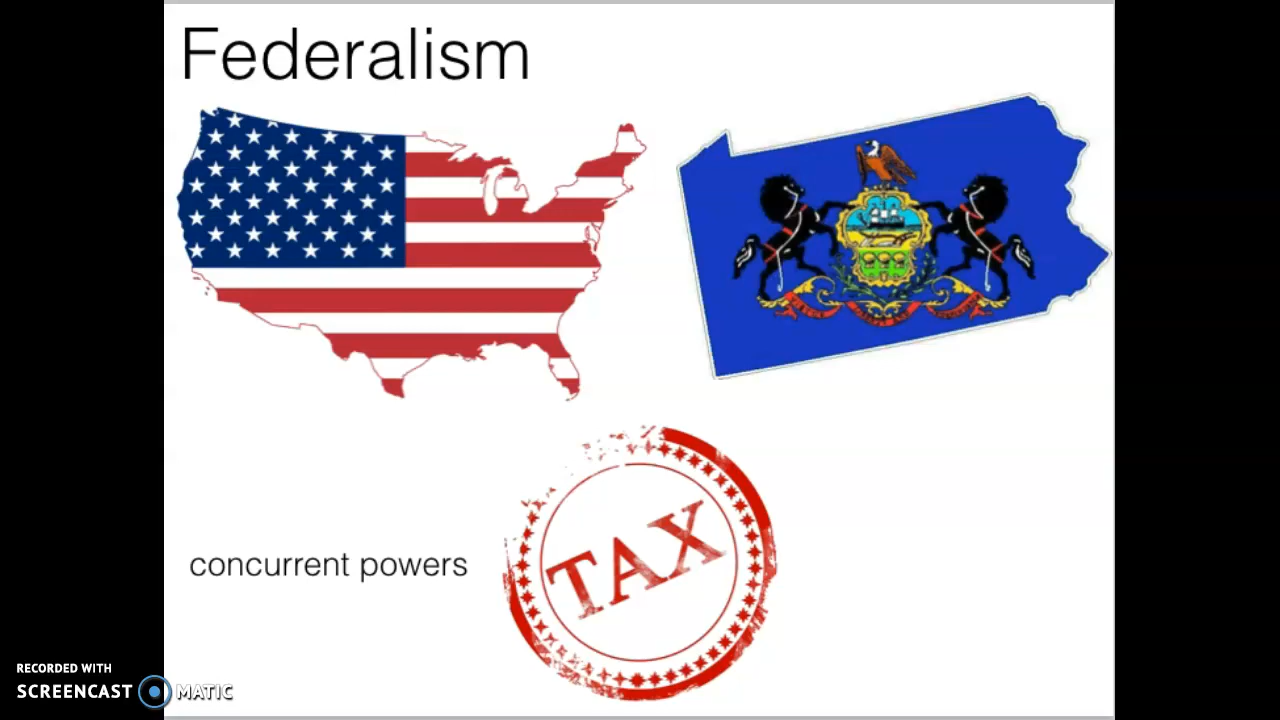 Federalism
TAX
concurrent powers
RECORDED WITH
SCREENCAST MATIC